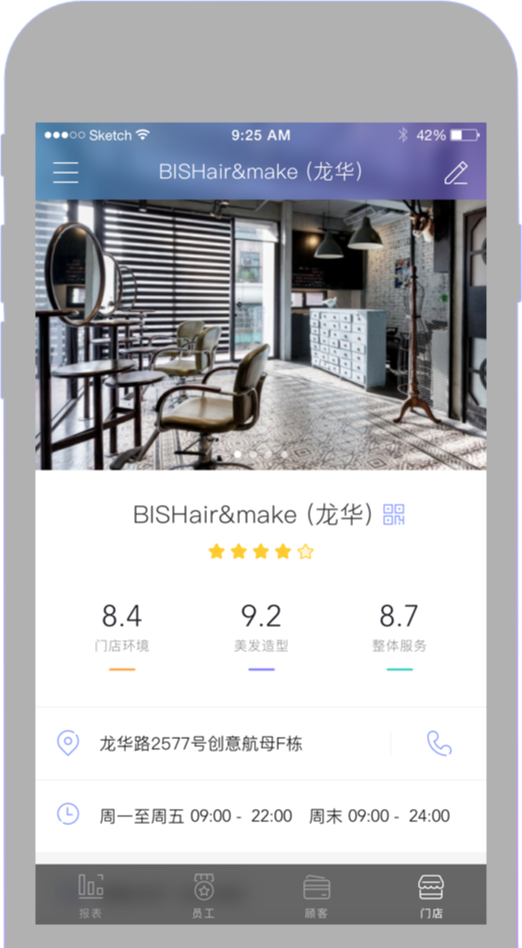 Sketch 9:25 AM 42%
BISHair&make (龙华)
BISHair&make (龙华)
8.4 9.2 8.7
门店环境 美发造型 整体服务
龙华路2577号创意航母F栋
周一至周五 09:00 - 22:00 周末 09:00 - 24:00
报表 员工 顾客 门店